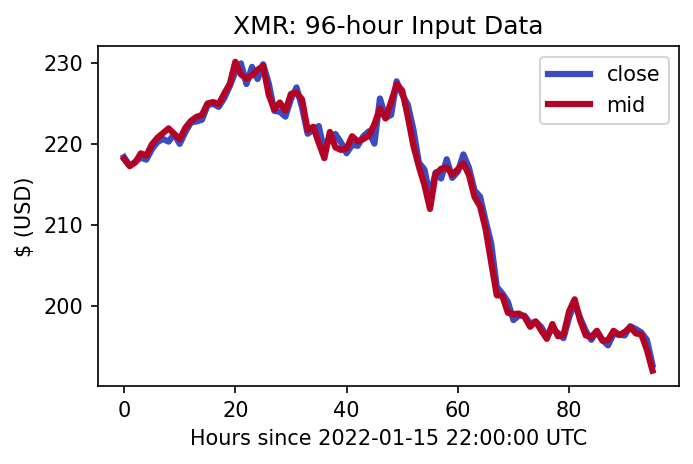 XMR: 96-hour Input Data
close
mid
$ (USD)
230
220
210
200
0 20 40 60 80
Hours since 2022-01-15 22:00:00 UTC